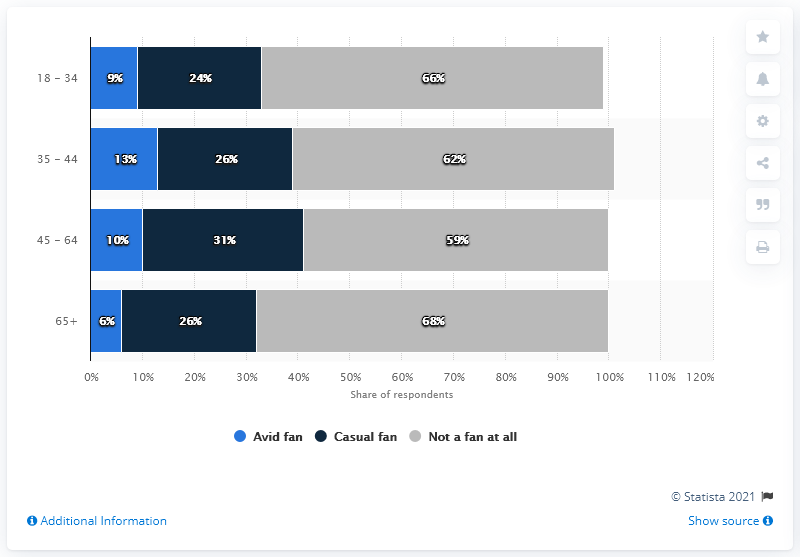 18 – 34 9% 24% 66%
35 – 44 13% 26% 62%
45 – 64 10% 31% 59%
65+ 6% 26% 68%
0% 10% 20% 30% 40% 50% 60% 70% 80% 90% 100% 110% 120%
Share of respondents
Avid fan Casual fan Not a fan at all
© Statista 2021
Additional Information Show source